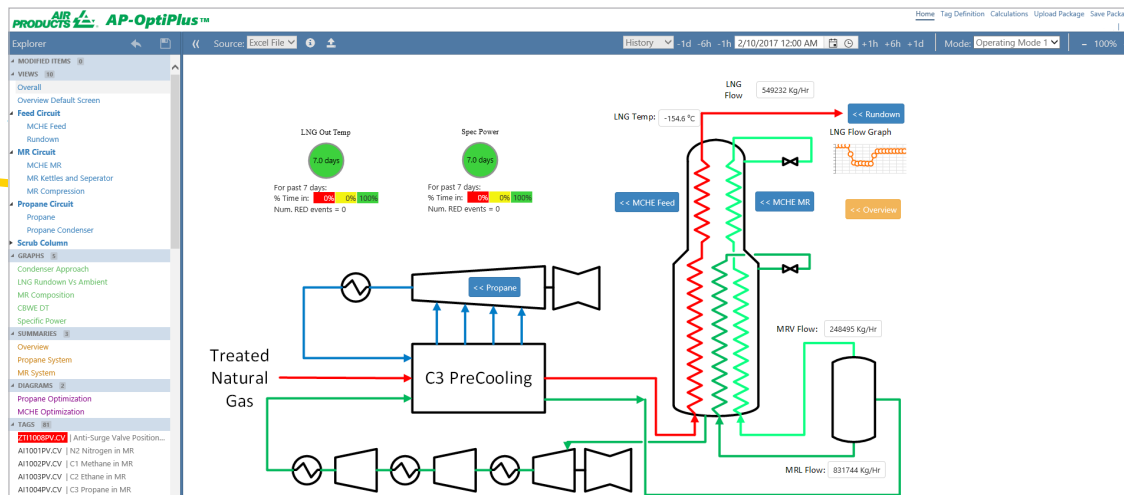 AIR PRODUCTS AP-OptiPlus™
Home Tag Definition Calculations Upload Package Save Packa
Explorer
Source: Excel File
History -1d -6h -1h 2/10/2017 12:00 AM +1h +6h +1d Mode: Operating Mode 1 − 100%
MODIFIED ITEMS 0
VIEWS 16
Overall
Overview Default Screen
Feed Circuit
MCHE Feed
Rundown
MR Circuit
MCHE MR
MR Kettles and Seperator
MR Compression
Propane Circuit
Propane
Propane Condenser
Scrub Column
GRAPHS 5
Condenser Approach
LNG Rundown Vs Ambient
MR Composition
CBWE DT
Specific Power
SUMMARIES 3
Overview
Propane System
MR System
DIAGRAMS 2
Propane Optimization
MCHE Optimization
TAGS 81
ZTI1008PV.CV | Anti-Surge Valve Position...
AI1001PV.CV | N2 Nitrogen in MR
AI1002PV.CV | C1 Methane in MR
AI1003PV.CV | C2 Ethane in MR
AI1004PV.CV | C3 Propane in MR
LNG Out Temp
7.0 days
For past 7 days:
% Time in: 0% 0% 100%
Num. RED events = 0
Spec Power
7.0 days
For past 7 days:
% Time in: 0% 0% 100%
Num. RED events = 0
LNG
Flow
549232 Kg/Hr
LNG Temp: -154.6 °C
<< Rundown
LNG Flow Graph
<< MCHE Feed
<< MCHE MR
<< Overview
<< Propane
MRV Flow: 248495 Kg/Hr
Treated
Natural
Gas
C3 PreCooling
MRL Flow: 831744 Kg/Hr